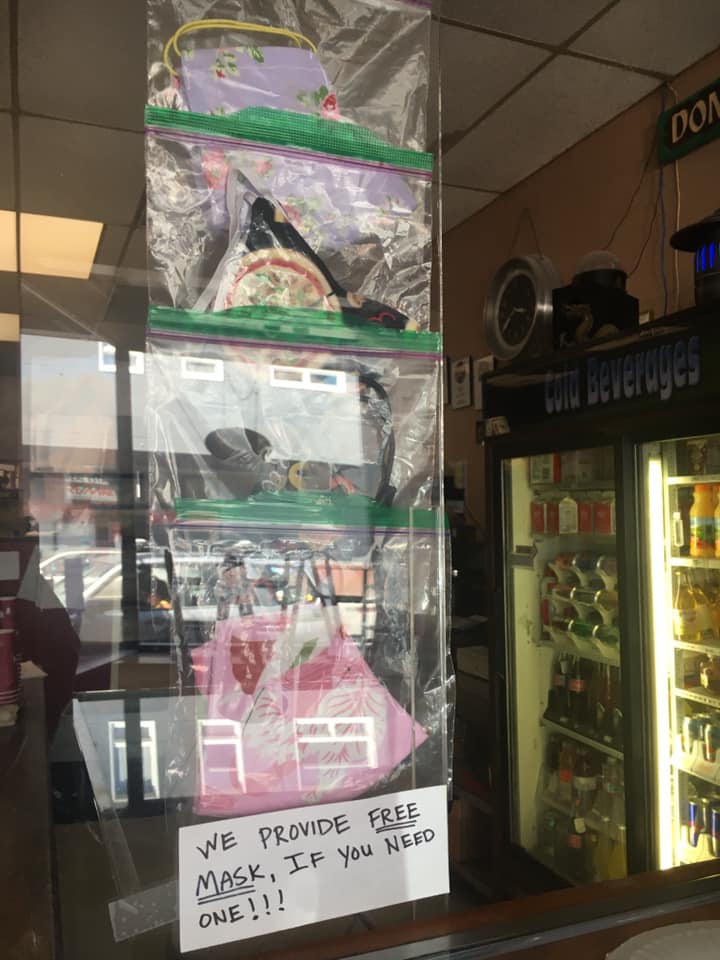 DON
Cold Beverages
WE PROVIDE FREE
MASK, IF YOU NEED
ONE!!!